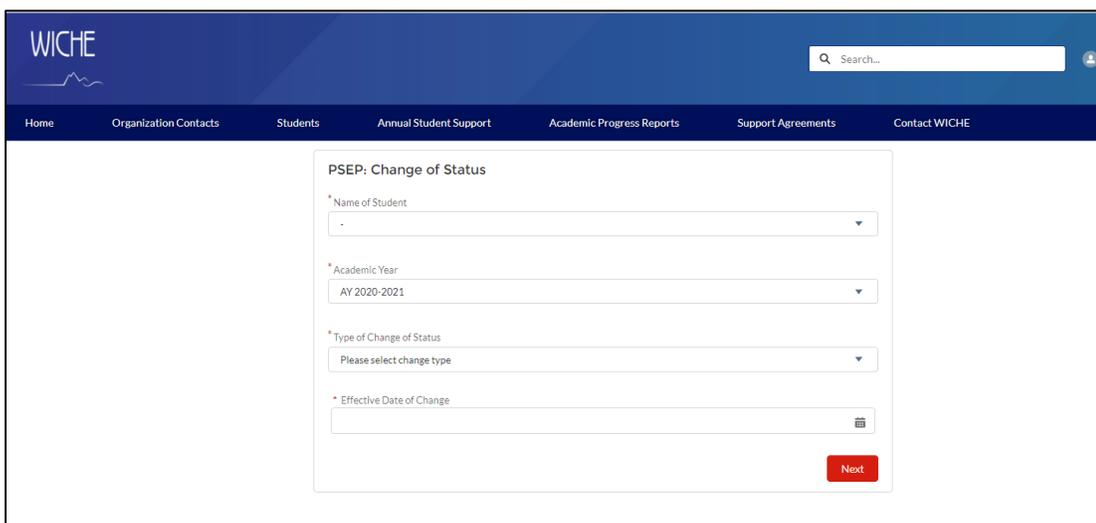 WICHE
Search...
Home Organization Contacts Students Annual Student Support Academic Progress Reports Support Agreements Contact WICHE
PSEP: Change of Status
*Name of Student
-
*Academic Year
AY 2020-2021
*Type of Change of Status
Please select change type
* Effective Date of Change
Next